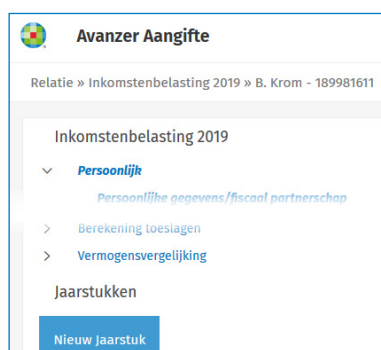 Avanzer Aangifte
Relatie » Inkomstenbelasting 2019 » B. Krom - 189981611
Inkomstenbelasting 2019
Persoonlijk
Persoonlijke gegevens/fiscaal partnerschap
Berekening toeslagen
Vermogensvergelijking
Jaarstukken
Nieuw Jaarstuk